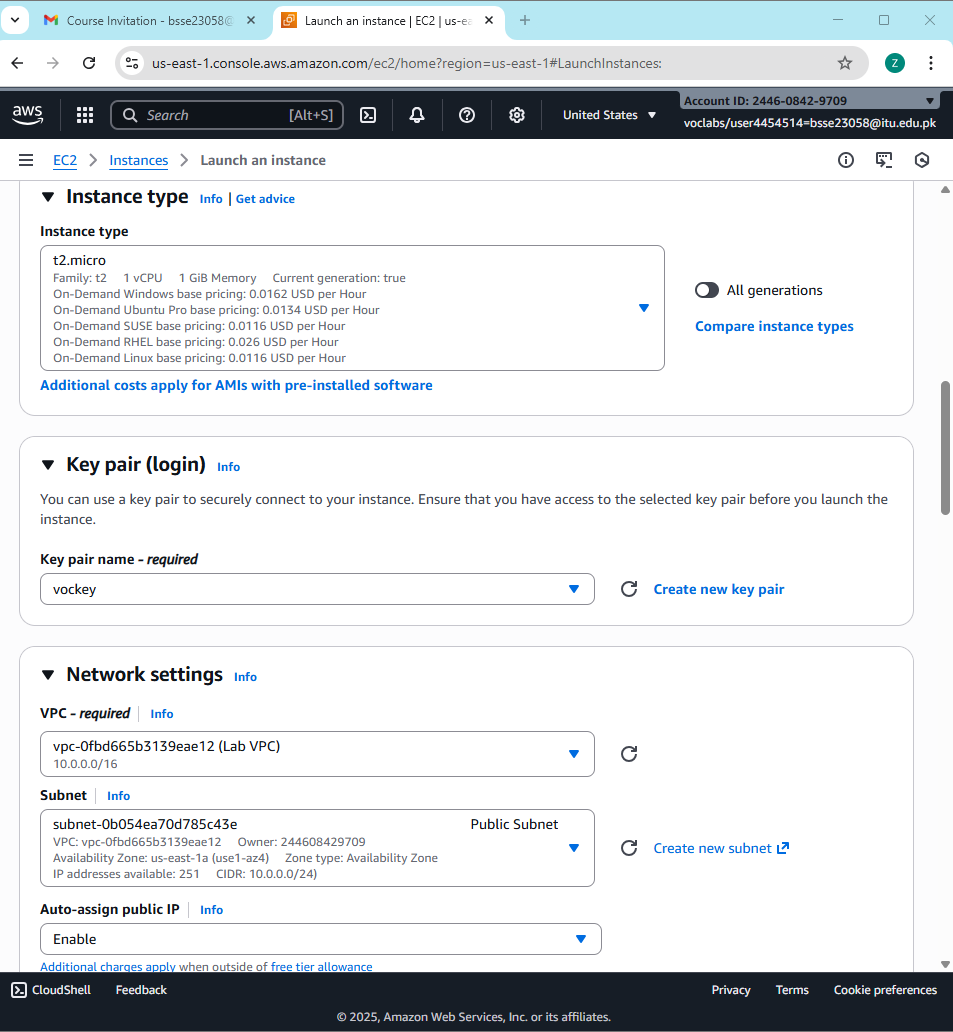 Course Invitation - bsse23058@
Launch an instance | EC2 | us-ea
us-east-1.console.aws.amazon.com/ec2/home?region=us-east-1#LaunchInstances:
Z
aws
Search [Alt+S]
United States
Account ID: 2446-0842-9709
voclabs/user4454514=bsse23058@itu.edu.pk
EC2 > Instances > Launch an instance
Instance type Info | Get advice
Instance type
t2.micro
Family: t2 1 vCPU 1 GiB Memory Current generation: true
On-Demand Windows base pricing: 0.0162 USD per Hour
On-Demand Ubuntu Pro base pricing: 0.0134 USD per Hour
On-Demand SUSE base pricing: 0.0116 USD per Hour
On-Demand RHEL base pricing: 0.026 USD per Hour
On-Demand Linux base pricing: 0.0116 USD per Hour
All generations
Compare instance types
Additional costs apply for AMIs with pre-installed software
Key pair (login) Info
You can use a key pair to securely connect to your instance. Ensure that you have access to the selected key pair before you launch the
instance.
Key pair name - required
vockey
Create new key pair
Network settings Info
VPC - required Info
vpc-0fbd665b3139eae12 (Lab VPC)
10.0.0.0/16
Subnet Info
subnet-0b054ea70d785c43e Public Subnet
VPC: vpc-0fbd665b3139eae12 Owner: 244608429709
Availability Zone: us-east-1a (use1-az4) Zone type: Availability Zone
IP addresses available: 251 CIDR: 10.0.0.0/24)
Create new subnet
Auto-assign public IP Info
Enable
Additional charges apply when outside of free tier allowance
CloudShell Feedback Privacy Terms Cookie preferences
© 2025, Amazon Web Services, Inc. or its affiliates.